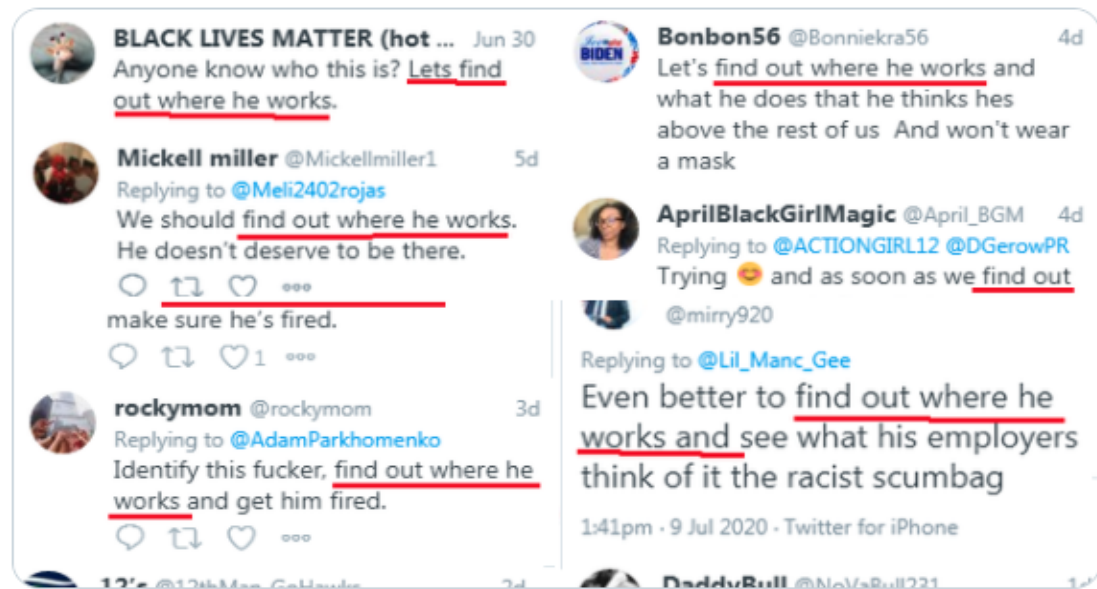 BLACK LIVES MATTER (hot ... Jun 30
Anyone know who this is? Lets find
out where he works.
Mickell miller @Mickellmiller1 5d
Replying to @Meli2402rojas
We should find out where he works.
He doesn't deserve to be there.
make sure he's fired.
1
rockymom @rockymom 3d
Replying to @AdamParkhomenko
Identify this fucker, find out where he
works and get him fired.
12's @12thMan_GoHawks 2d
BIDEN
Bonbon56 @Bonniekra56 4d
Let's find out where he works and
what he does that he thinks hes
above the rest of us And won't wear
a mask
AprilBlackGirlMagic @April_BGM 4d
Replying to @ACTIONGIRL12 @DGerowPR
Trying 😊 and as soon as we find out
@mirry920
Replying to @Lil_Manc_Gee
Even better to find out where he
works and see what his employers
think of it the racist scumbag
1:41pm · 9 Jul 2020 · Twitter for iPhone
DaddyBull @NoVaBull231